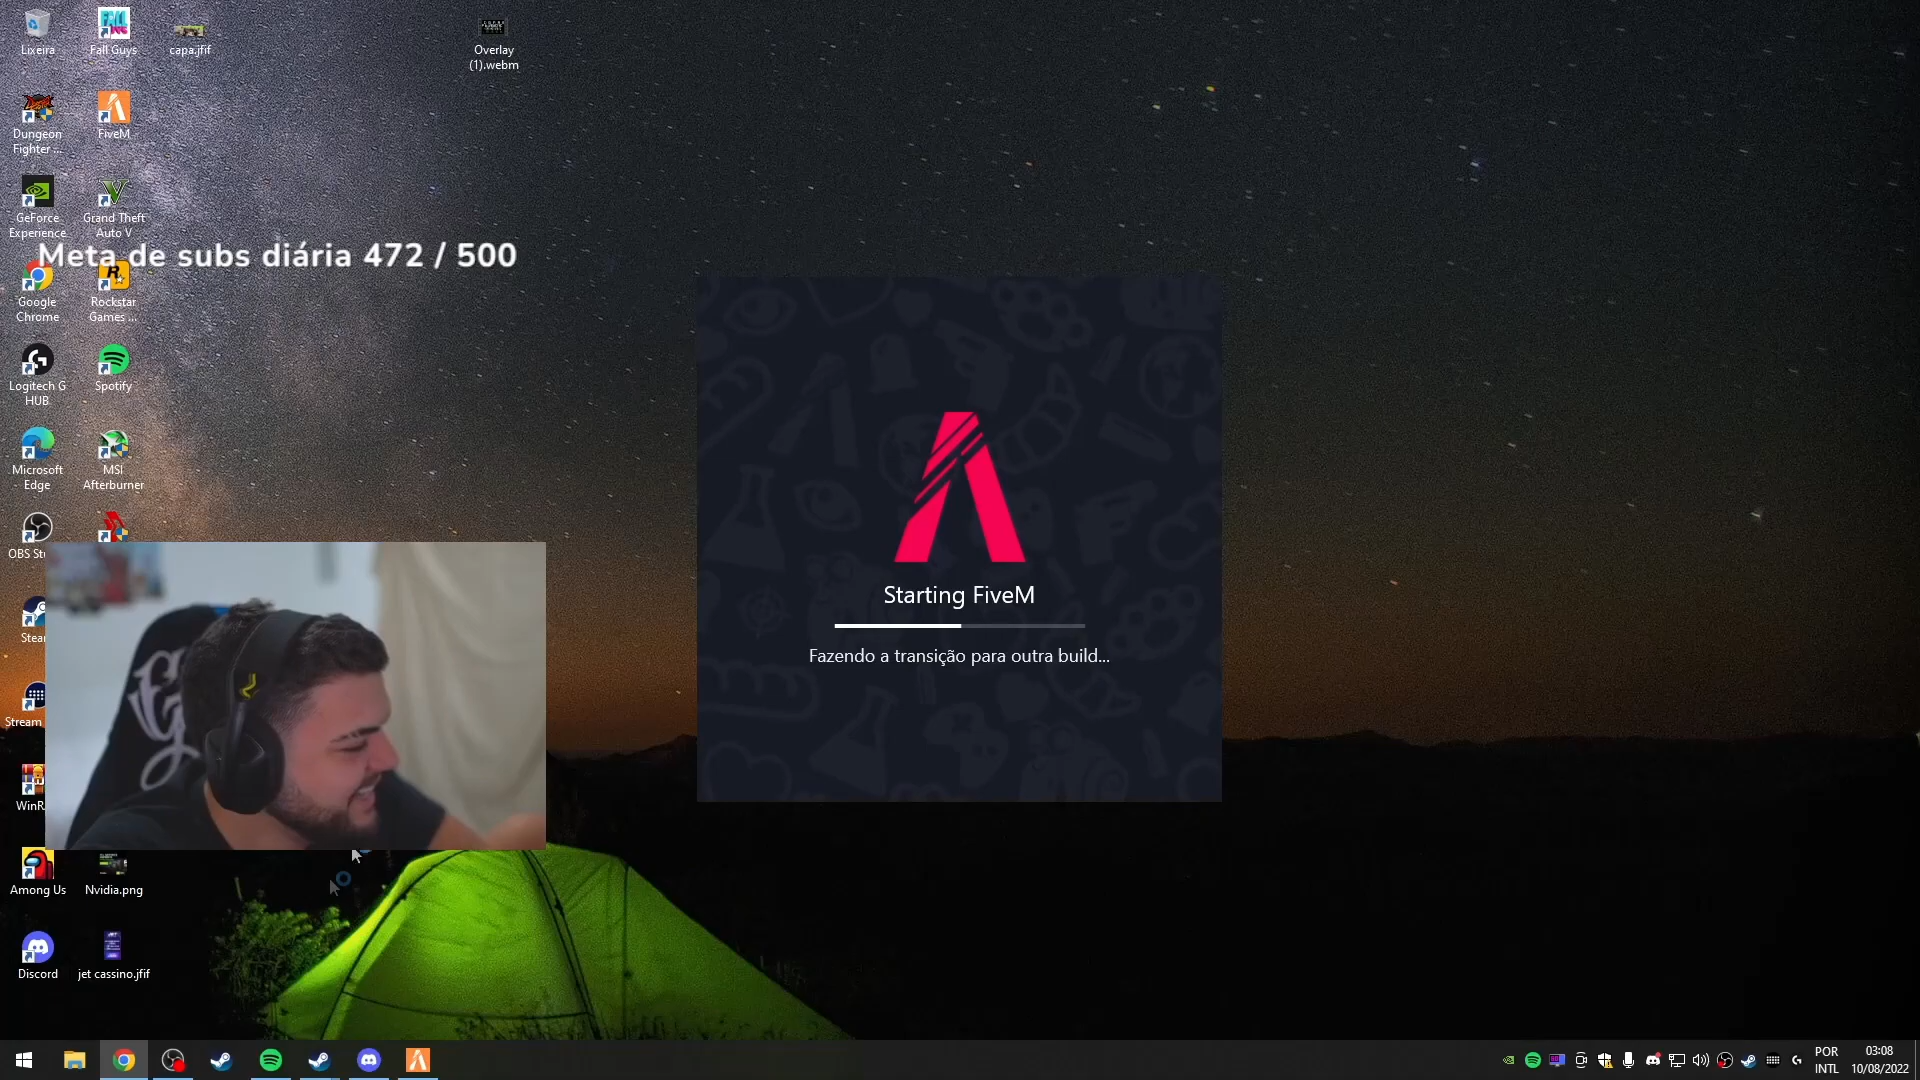 Lixeira
Fall Guys
capa.jfif
Overlay
(1).webm
Dungeon
Fighter ...
FiveM
GeForce
Experience
Grand Theft
Auto V
Meta de subs diária 472 / 500
Google
Chrome
Rockstar
Games ...
Logitech G
HUB
Spotify
Microsoft
Edge
MSI
Afterburner
OBS
Starting FiveM
Fazendo a transição para outra build...
Stream
Among Us
Nvidia.png
Discord
jet cassino.jfif
POR
INTL
03:08
10/08/2022